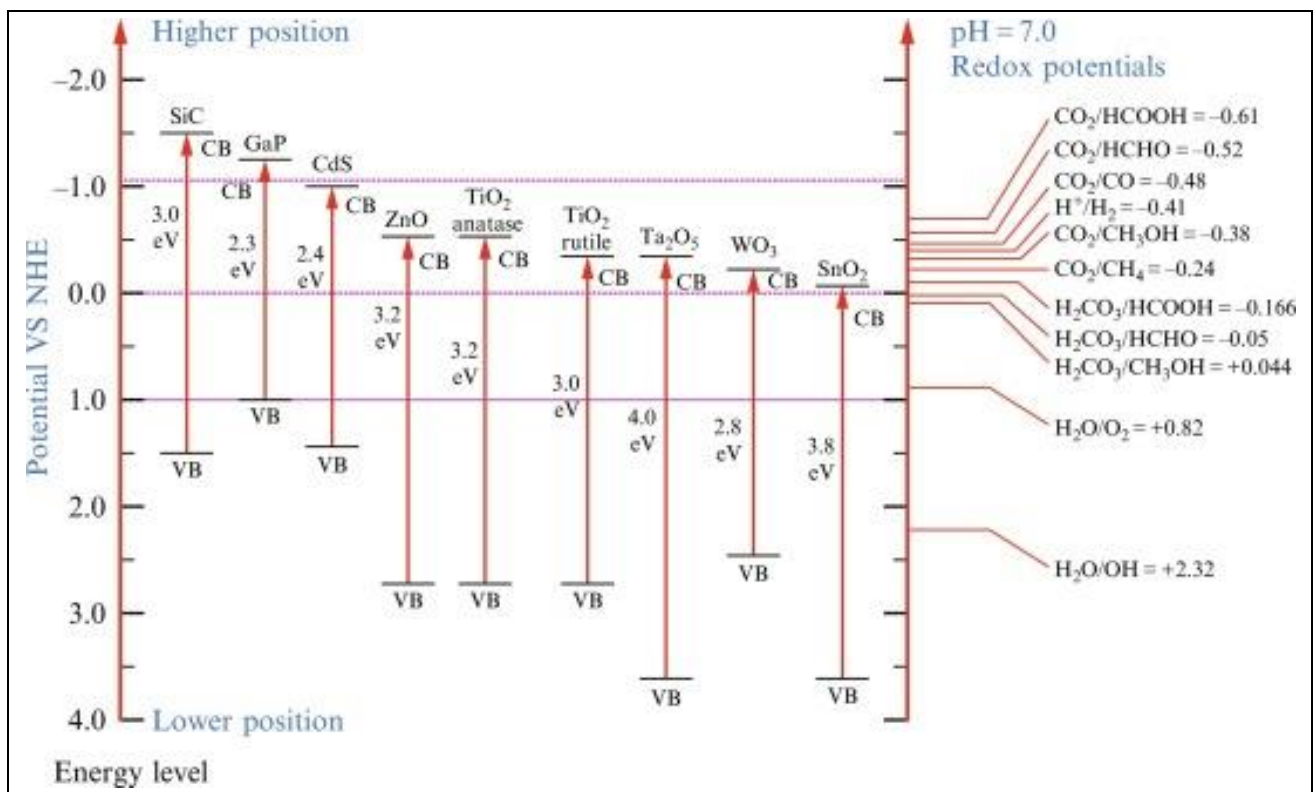 Higher position
pH = 7.0
Redox potentials
Potential VS NHE
−2.0
−1.0
0.0
1.0
2.0
3.0
4.0
SiC
CB
3.0
eV
VB
GaP
CB
2.3
eV
VB
CdS
CB
2.4
eV
VB
ZnO
CB
3.2
eV
VB
TiO₂
anatase
CB
3.2
eV
VB
TiO₂
rutile
CB
3.0
eV
VB
Ta₂O₅
CB
4.0
eV
VB
WO₃
CB
2.8
eV
VB
SnO₂
CB
3.8
eV
VB
CO₂/HCOOH = −0.61
CO₂/HCHO = −0.52
CO₂/CO = −0.48
H⁺/H₂ = −0.41
CO₂/CH₃OH = −0.38
CO₂/CH₄ = −0.24
H₂CO₃/HCOOH = −0.166
H₂CO₃/HCHO = −0.05
H₂CO₃/CH₃OH = +0.044
H₂O/O₂ = +0.82
H₂O/OH = +2.32
Lower position
Energy level